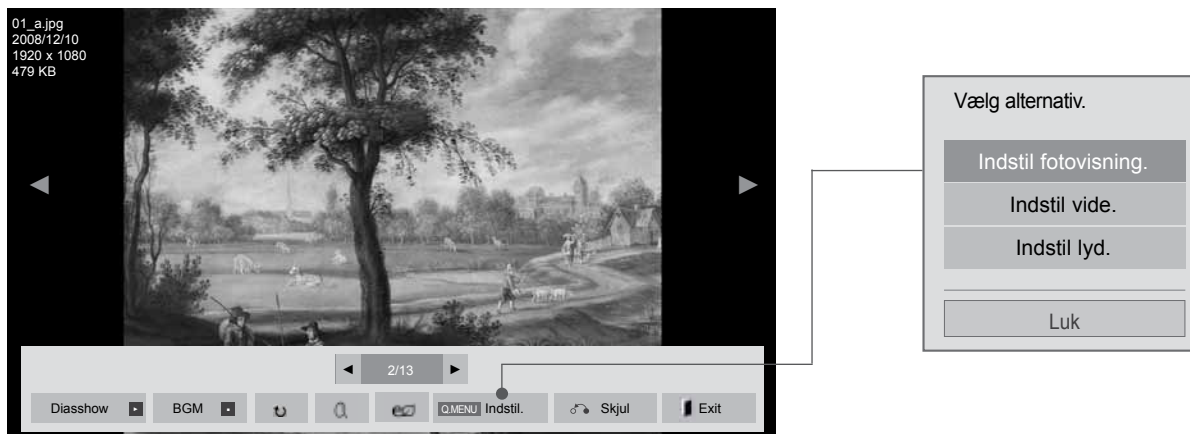 01_a.jpg
2008/12/10
1920 x 1080
479 KB
2/13
Diasshow BGM Q.MENU Indstil. Skjul Exit
Vælg alternativ.
Indstil fotovisning.
Indstil vide.
Indstil lyd.
Luk